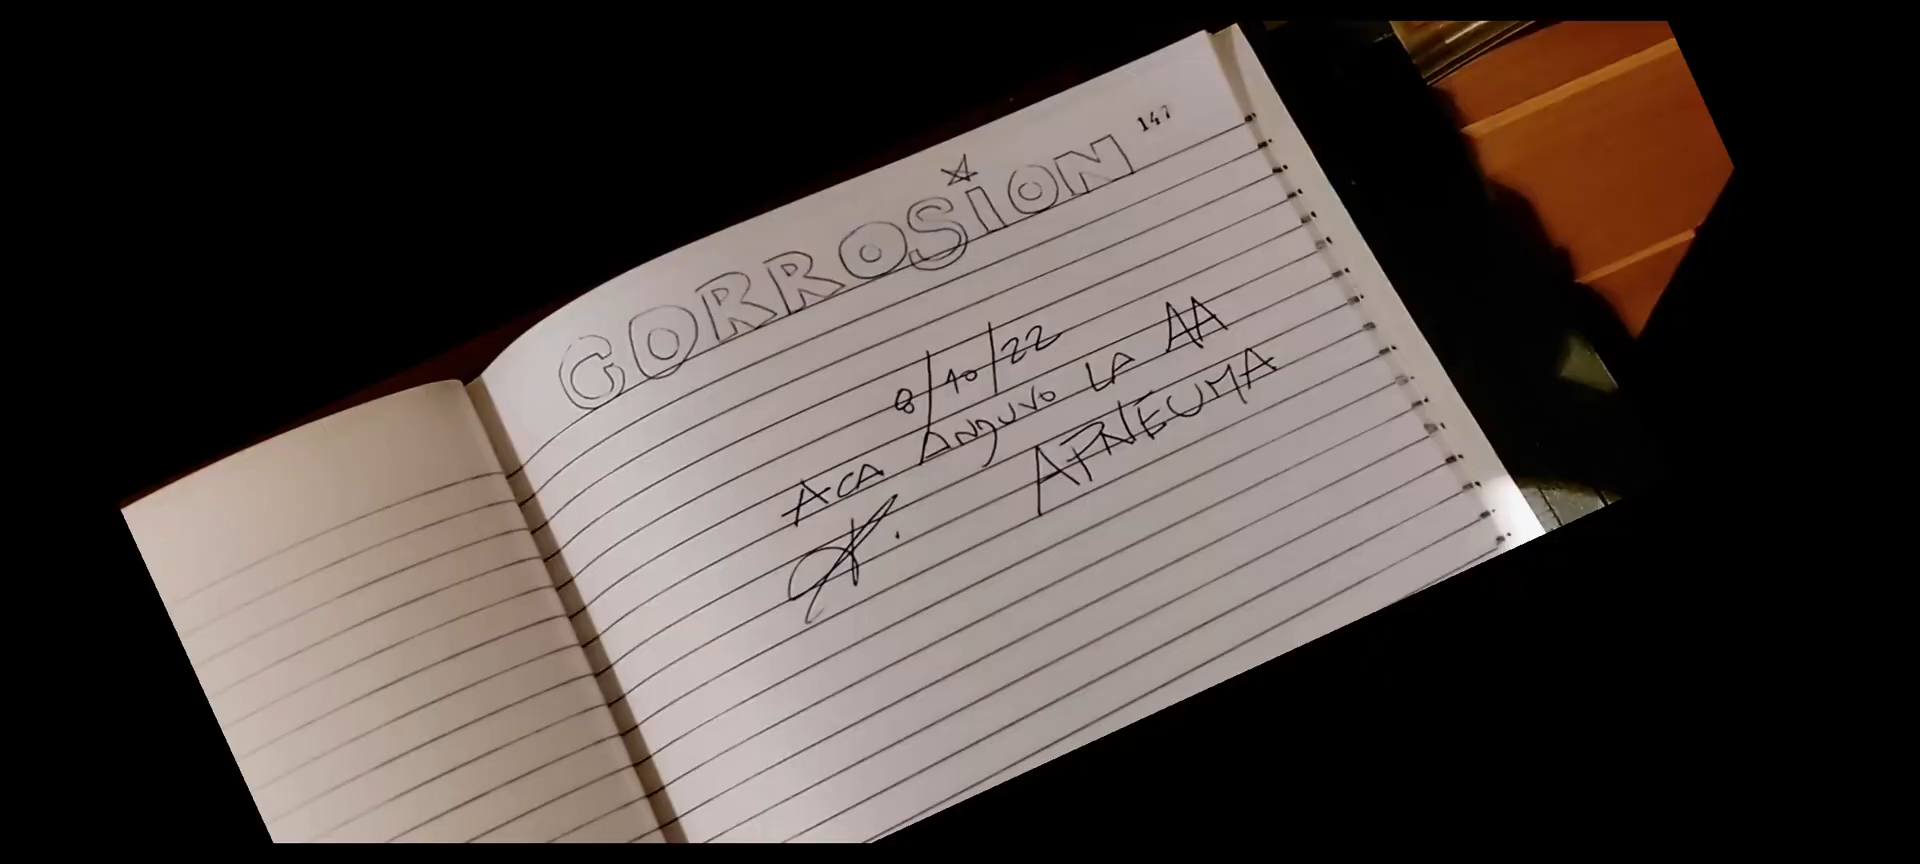 147
CORROSION
8/10/22
ACA ANDUVO LA AA
APNEUMA